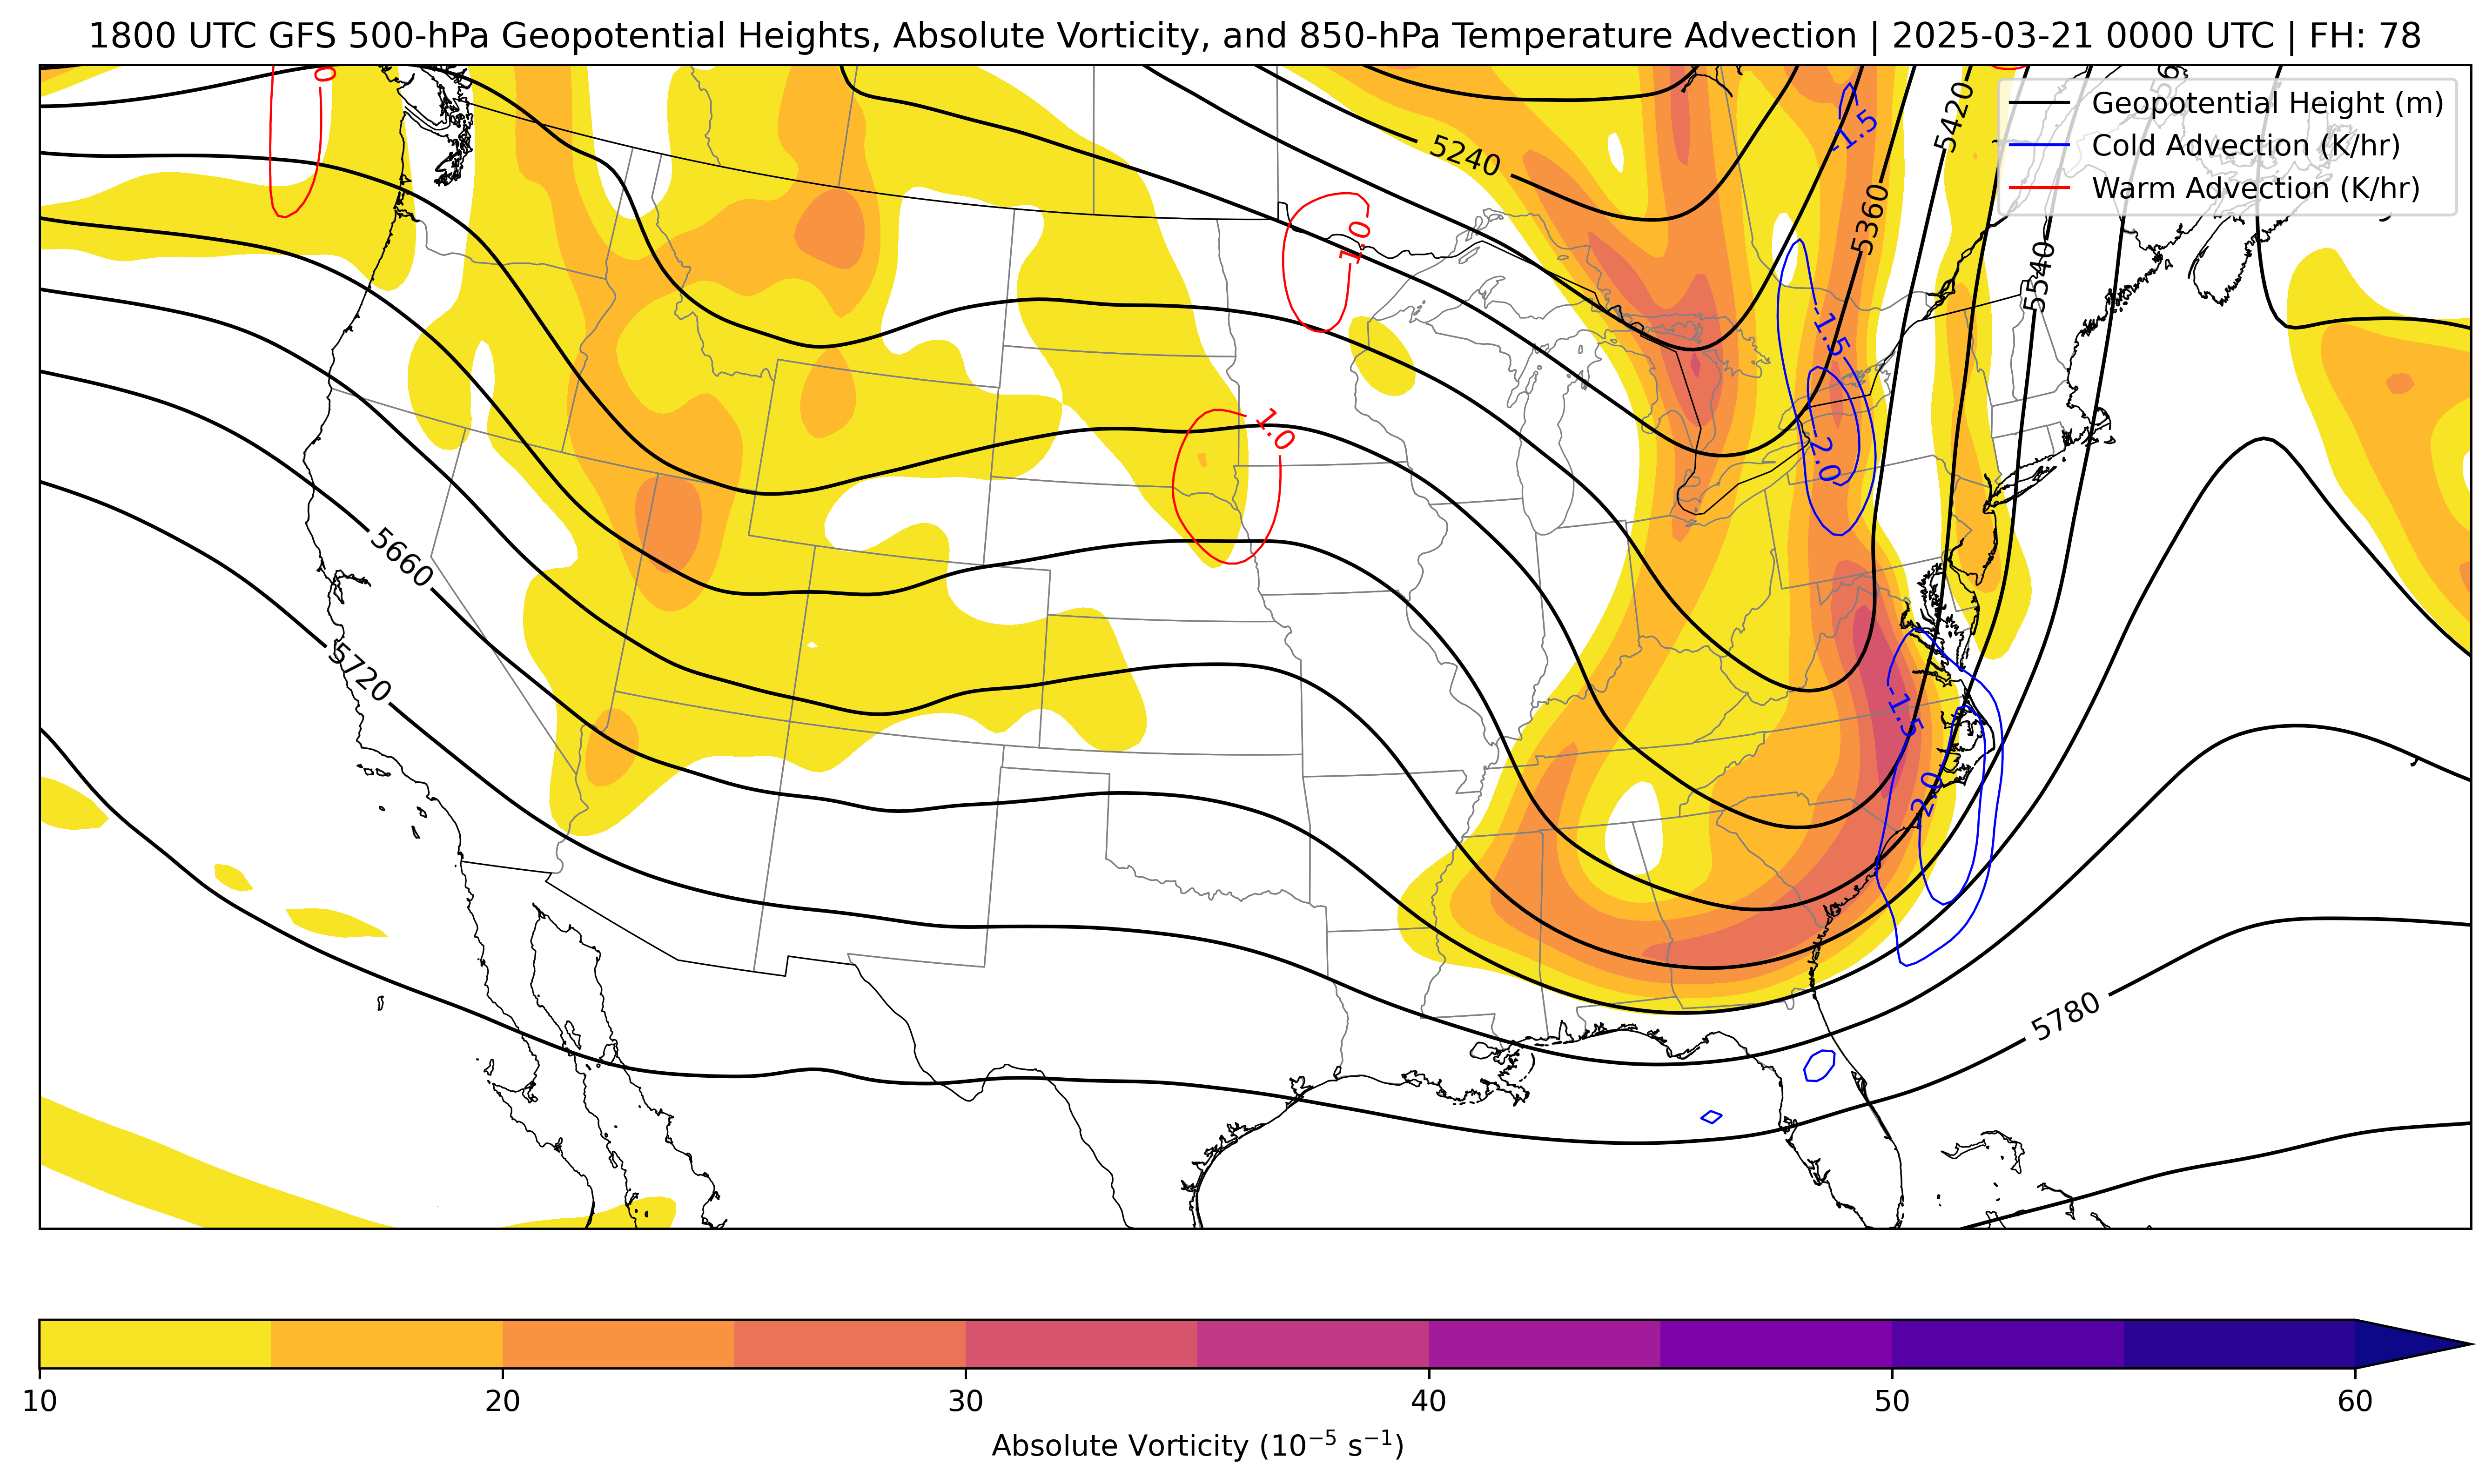 1800 UTC GFS 500-hPa Geopotential Heights, Absolute Vorticity, and 850-hPa Temperature Advection | 2025-03-21 0000 UTC | FH: 78
Geopotential Height (m)
Cold Advection (K/hr)
Warm Advection (K/hr)
0
-1.5
5420
5240
5360
1.0
5540
-1.5
1.0
-2.0
5660
5720
-1.5
-2.0
5780
10 20 30 40 50 60
Absolute Vorticity (10⁻⁵ s⁻¹)